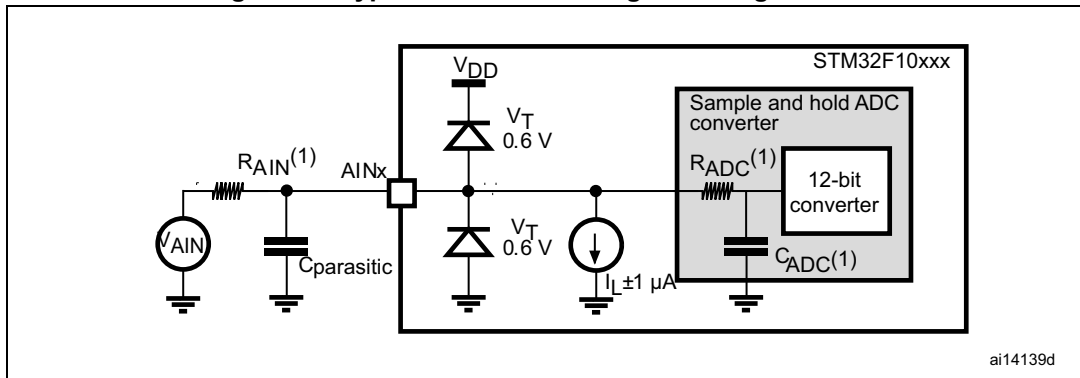 STM32F10xxx
VDD
Sample and hold ADC
converter
VT
0.6 V
RAIN(1)
AINx
RADC(1)
12-bit
converter
VAIN
Cparasitic
VT
0.6 V
IL±1 µA
CADC(1)
ai14139d